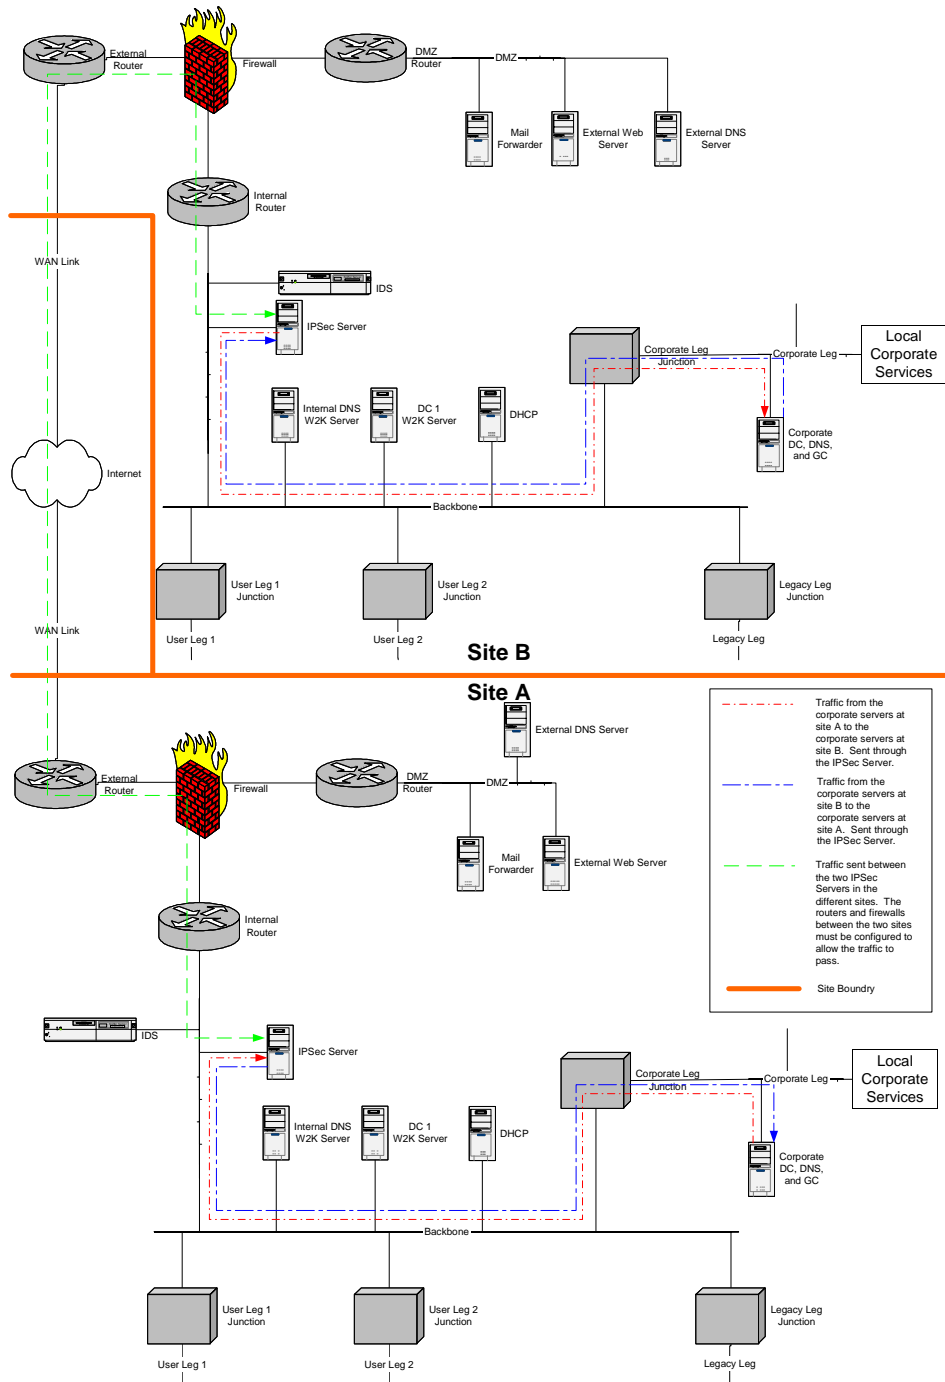 External
Router
Firewall
DMZ
Router
DMZ
Mail
Forwarder
External Web
Server
External DNS
Server
Internal
Router
WAN Link
IDS
IPSec Server
Corporate Leg
Junction
Corporate Leg
Local
Corporate
Services
Internal DNS
W2K Server
DC 1
W2K Server
DHCP
Corporate
DC, DNS,
and GC
Internet
Backbone
User Leg 1
Junction
User Leg 2
Junction
Legacy Leg
Junction
WAN Link
User Leg 1
User Leg 2
Legacy Leg
Site B
Site A
External DNS Server
External
Router
Firewall
DMZ
Router
DMZ
Mail
Forwarder
External Web Server
Traffic from the
corporate servers at
site A to the
corporate servers at
site B. Sent through
the IPSec Server.
Traffic from the
corporate servers at
site B to the
corporate servers at
site A. Sent through
the IPSec Server.
Traffic sent between
the two IPSec
Servers in the
different sites. The
routers and firewalls
between the two sites
must be configured to
allow the traffic to
pass.
Site Boundry
Internal
Router
IDS
IPSec Server
Corporate Leg
Junction
Corporate Leg
Local
Corporate
Services
Internal DNS
W2K Server
DC 1
W2K Server
DHCP
Corporate
DC, DNS,
and GC
Backbone
User Leg 1
Junction
User Leg 2
Junction
Legacy Leg
Junction
User Leg 1
User Leg 2
Legacy Leg